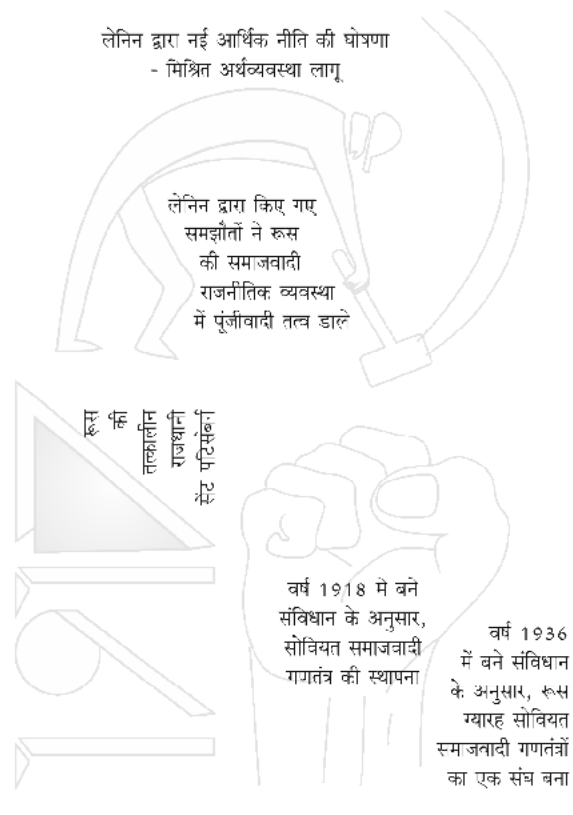 लेनिन द्वारा नई आर्थिक नीति की घोषणा
- मिश्रित अर्थव्यवस्था लागू
लेनिन द्वारा किए गए
समझौतों ने रूस
की समाजवादी
राजनीतिक व्यवस्था
में पूंजीवादी तत्व डाले
रूस
की
तत्कालीन
राजधानी
सेंट पीटर्सबर्ग
1917
वर्ष 1918 में बने
संविधान के अनुसार,
सोवियत समाजवादी
गणतंत्र की स्थापना
वर्ष 1936
में बने संविधान
के अनुसार, रूस
ग्यारह सोवियत
समाजवादी गणतंत्रों
का एक संघ बना